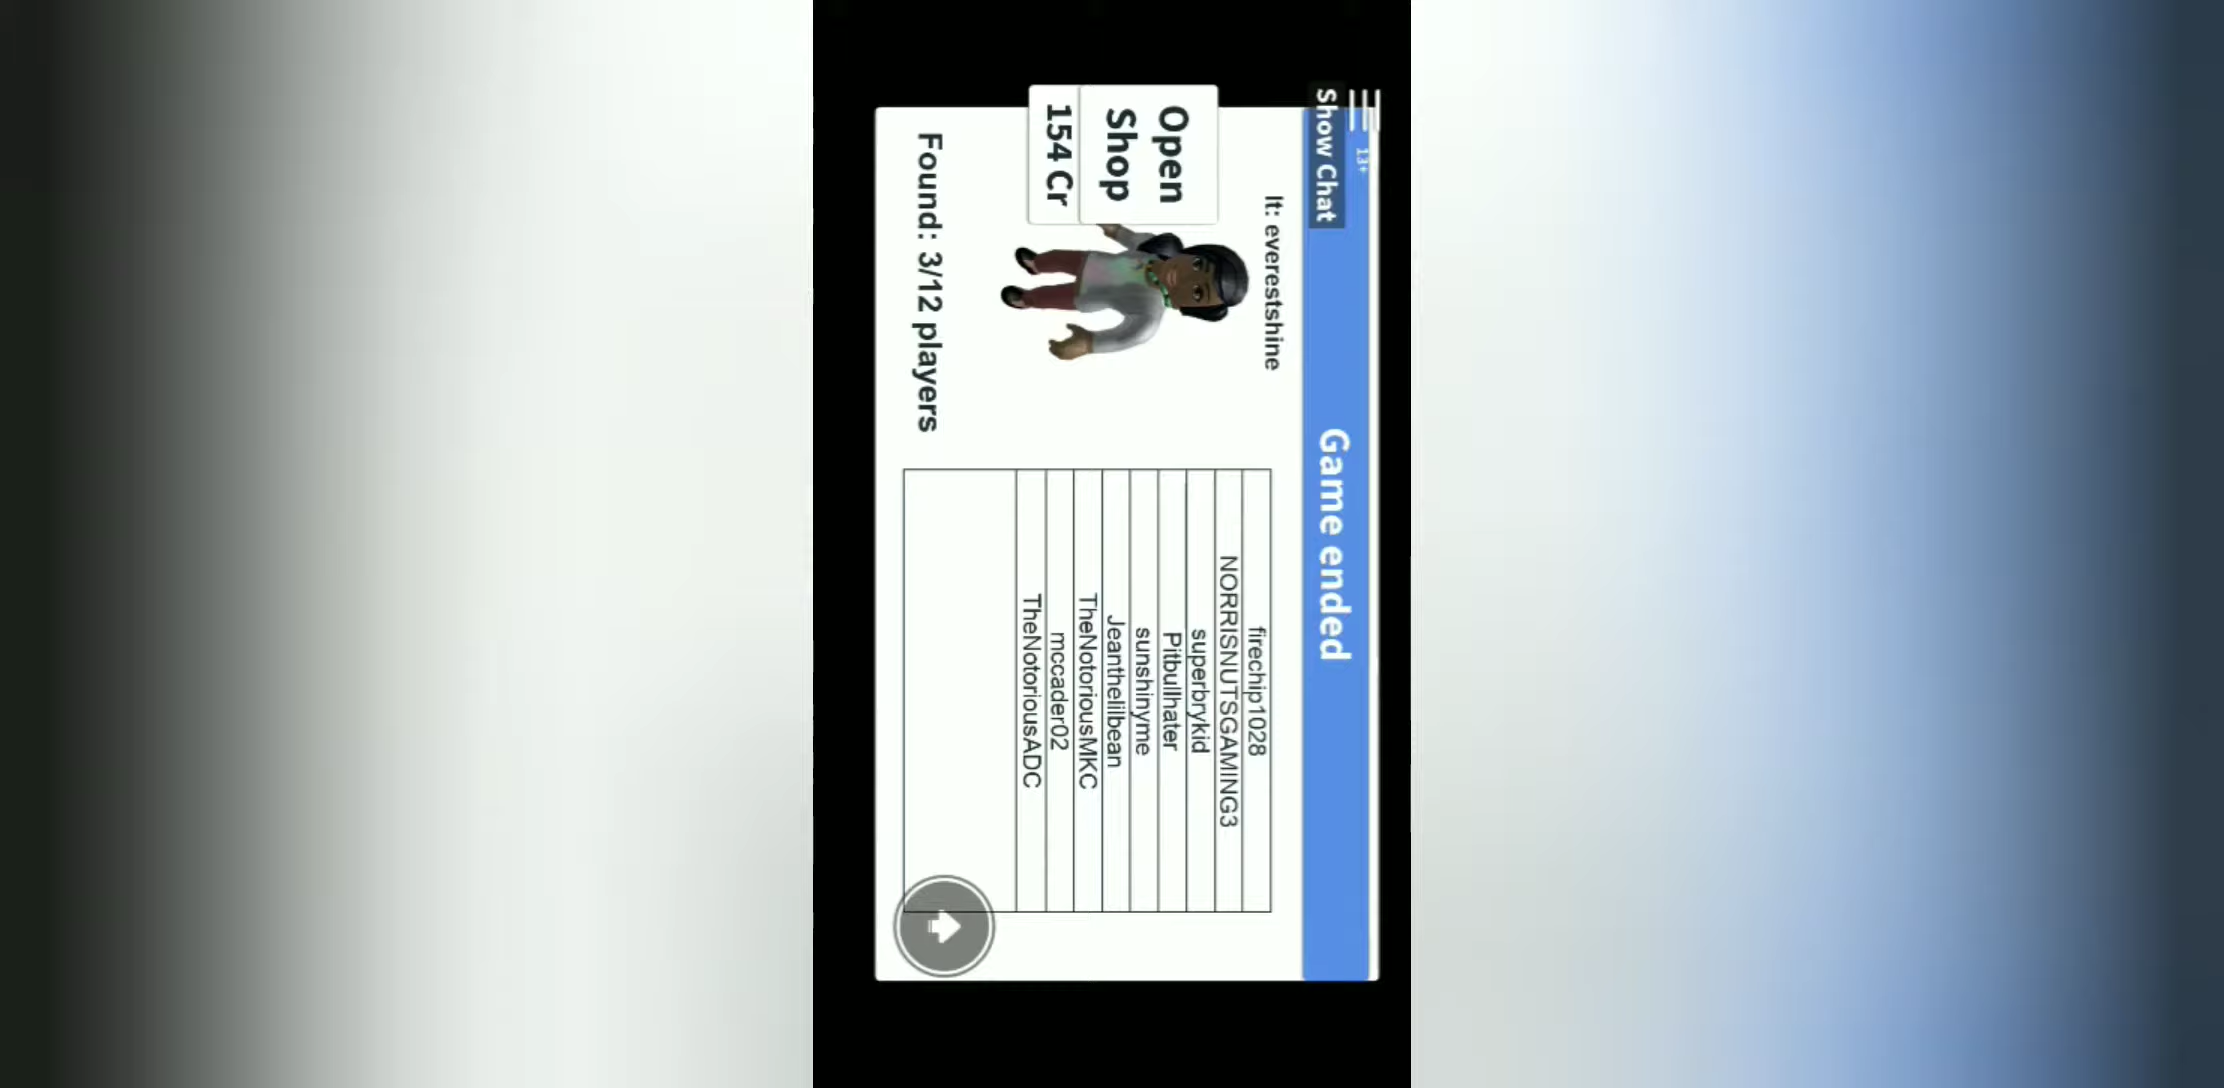 13+
Show Chat
Game ended
It: everestshine
Open
Shop
154 Cr
Found: 3/12 players
firechip1028
NORRISNUTSGAMING3
superbrykid
Pitbullhater
sunshinyme
Jeanthelilbean
TheNotoriousMKC
mccader02
TheNotoriousADC